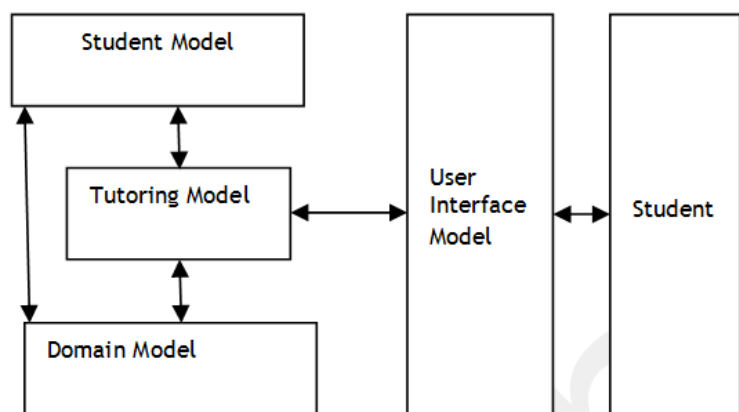 Student Model
Tutoring Model
Domain Model
User
Interface
Model
Student